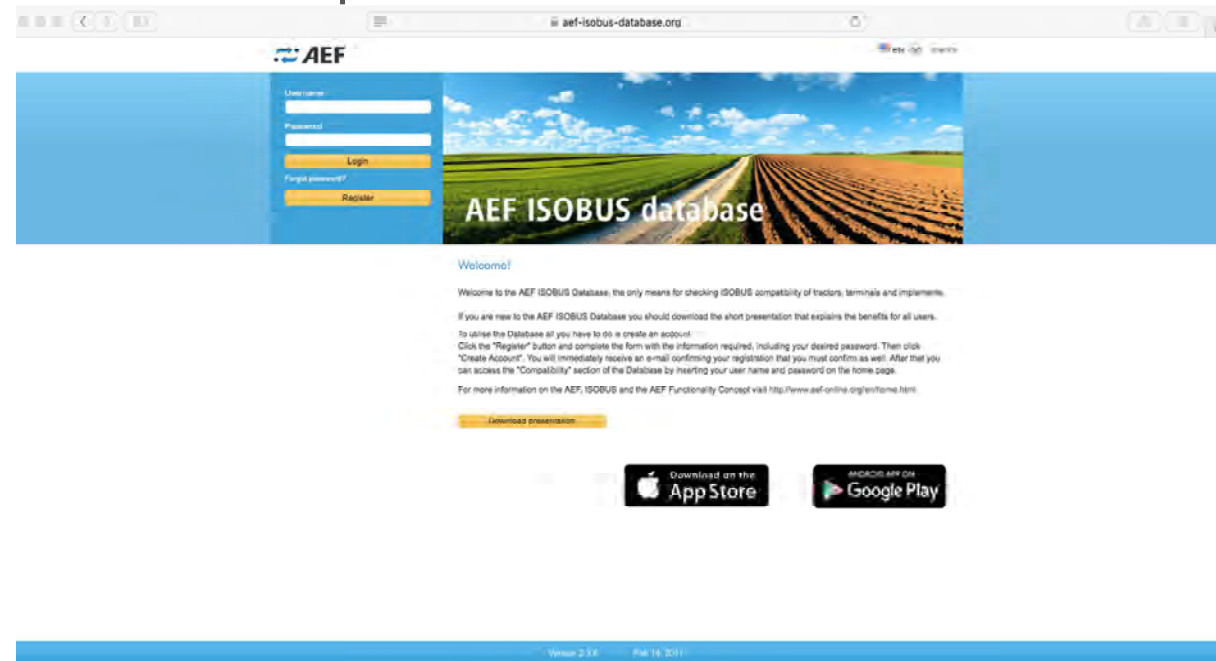 aef-isobus-database.org
AEF
Username
Password
Login
Forgot password?
Register
AEF ISOBUS database
Welcome!
Welcome to the AEF ISOBUS Database, the only means for checking ISOBUS compatibility of tractors, terminals and implements.
If you are new to the AEF ISOBUS Database you should download the short presentation that explains the benefits for all users.
To utilise the Database all you have to do is create an account.
Click the "Register" button and complete the form with the information required, including your desired password. Then click
"Create Account". You will immediately receive an e-mail confirming your registration that you must confirm as well. After that you
can access the "Compatibility" section of the Database by inserting your user name and password on the home page.
For more information on the AEF, ISOBUS and the AEF Functionality Concept visit http://www.aef-online.org/en/home.html
Download presentation
Download on the
App Store
ANDROID APP ON
Google Play
Version